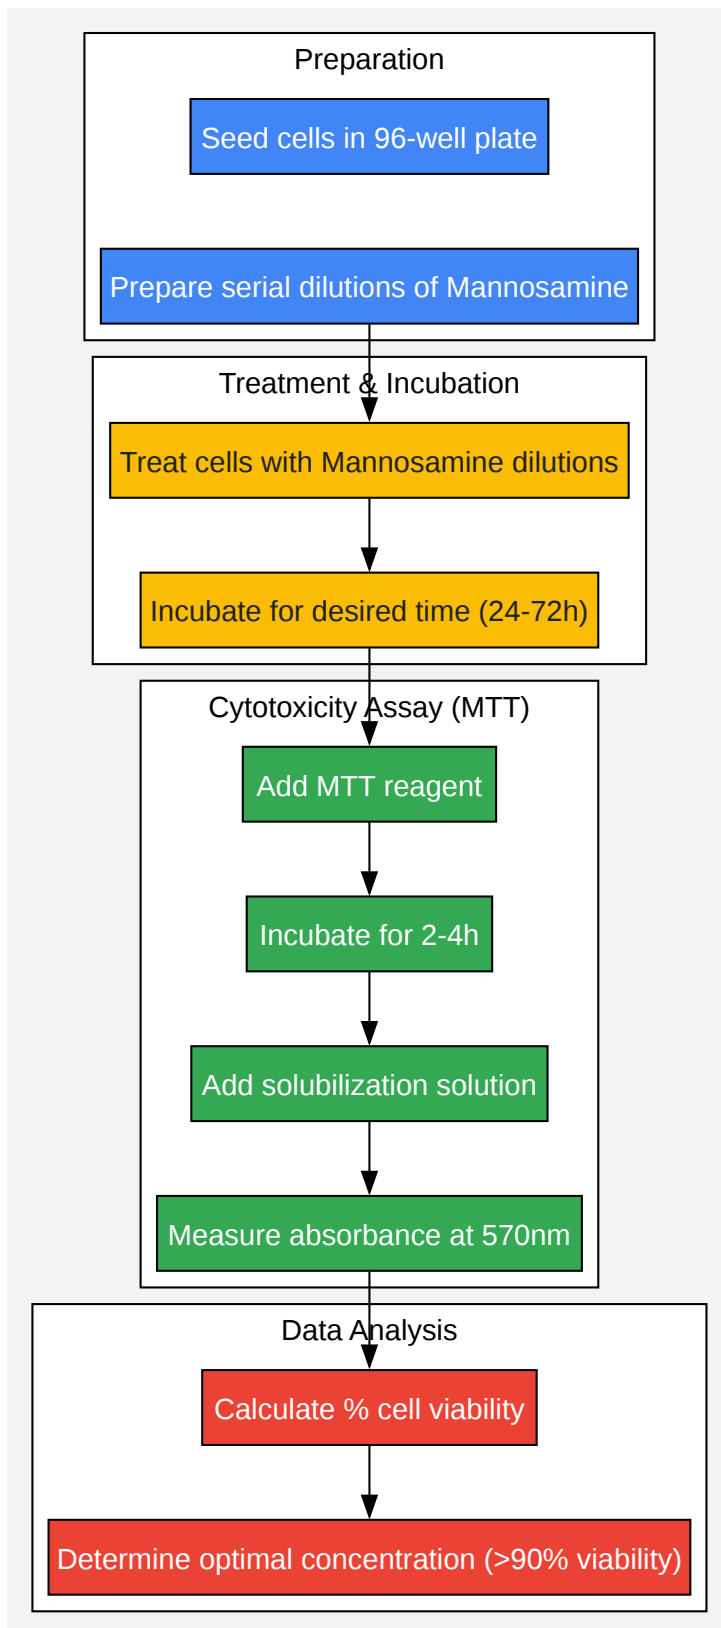 Preparation
Seed cells in 96-well plate
Prepare serial dilutions of Mannosamine
Treatment & Incubation
Treat cells with Mannosamine dilutions
Incubate for desired time (24-72h)
Cytotoxicity Assay (MTT)
Add MTT reagent
Incubate for 2-4h
Add solubilization solution
Measure absorbance at 570nm
Data Analysis
Calculate % cell viability
Determine optimal concentration (>90% viability)